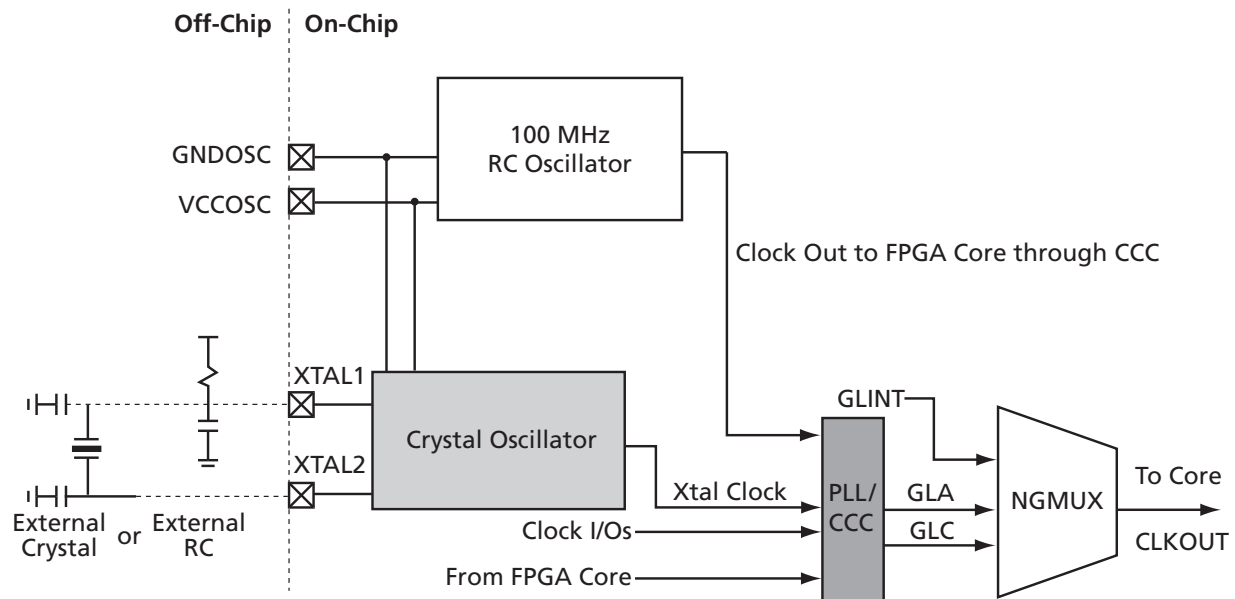 Off-Chip
On-Chip
100 MHz
RC Oscillator
GNDOSC
VCCOSC
Clock Out to FPGA Core through CCC
XTAL1
GLINT
Crystal Oscillator
XTAL2
Xtal Clock
PLL/
CCC
GLA
GLC
NGMUX
To Core
CLKOUT
External
Crystal
or
External
RC
Clock I/Os
From FPGA Core